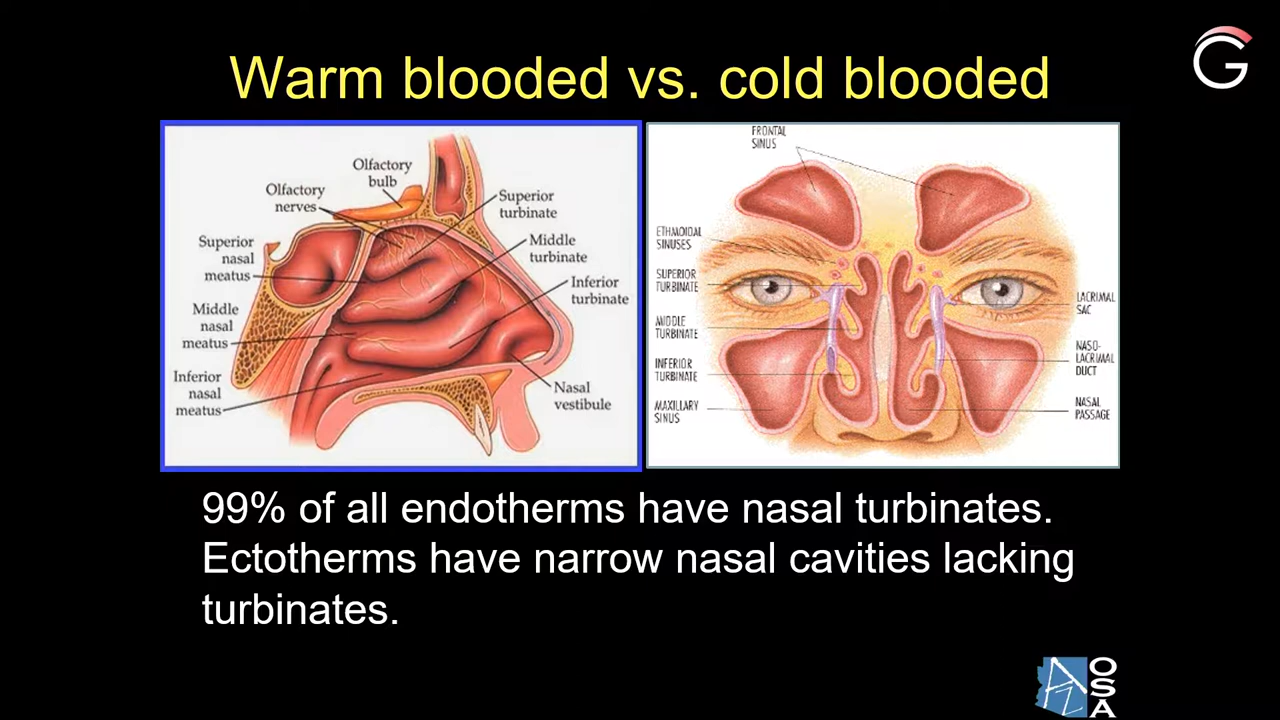 G
Warm blooded vs. cold blooded
Olfactory
bulb
Olfactory
nerves
Superior
turbinate
Superior
nasal
meatus
Middle
turbinate
Inferior
turbinate
Middle
nasal
meatus
Inferior
nasal
meatus
Nasal
vestibule
FRONTAL
SINUS
ETHMOIDAL
SINUSES
SUPERIOR
TURBINATE
MIDDLE
TURBINATE
INFERIOR
TURBINATE
MAXILLARY
SINUS
LACRIMAL
SAC
NASO-
LACRIMAL
DUCT
NASAL
PASSAGE
99% of all endotherms have nasal turbinates.
Ectotherms have narrow nasal cavities lacking
turbinates.
AZ
OSA